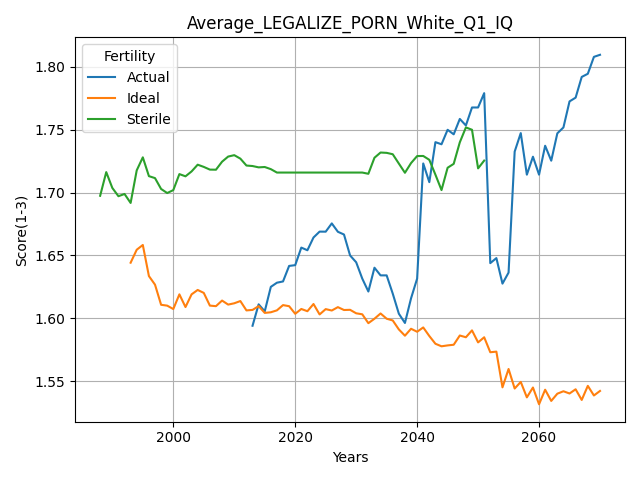 Average_LEGALIZE_PORN_White_Q1_IQ
Fertility
Actual
Ideal
Sterile
Score(1-3)
1.80
1.75
1.70
1.65
1.60
1.55
2000 2020 2040 2060
Years